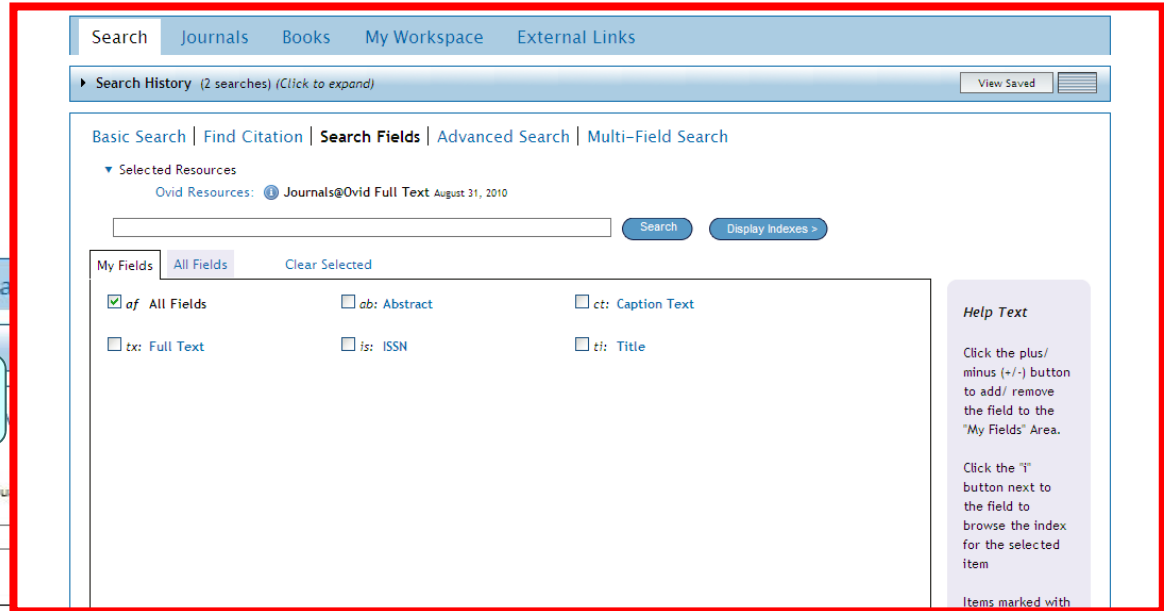 Search Journals Books My Workspace External Links
Search History (2 searches) (Click to expand) View Saved
Basic Search | Find Citation | Search Fields | Advanced Search | Multi-Field Search
Selected Resources
Ovid Resources: Journals@Ovid Full Text August 31, 2010
Search Display Indexes >
My Fields All Fields Clear Selected
af All Fields ab: Abstract ct: Caption Text
tx: Full Text is: ISSN ti: Title
Help Text
Click the plus/
minus (+/-) button
to add/ remove
the field to the
"My Fields" Area.
Click the "i"
button next to
the field to
browse the index
for the selected
item
Items marked with